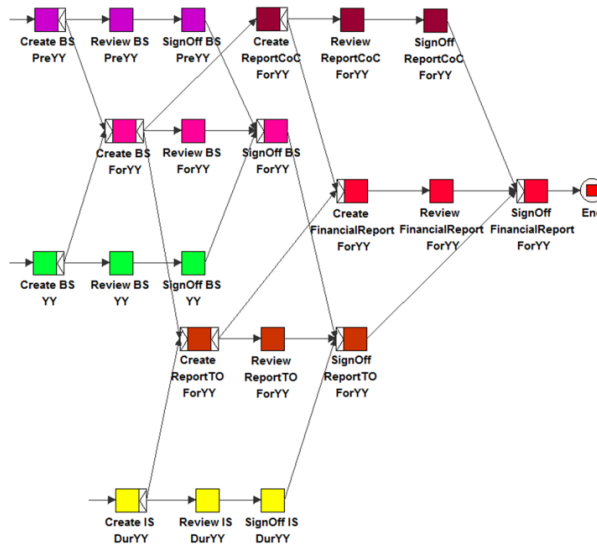 Create BS
PreYY
Review BS
PreYY
SignOff BS
PreYY
Create
ReportCoC
ForYY
Review
ReportCoC
ForYY
SignOff
ReportCoC
ForYY
Create BS
ForYY
Review BS
ForYY
SignOff BS
ForYY
Create
FinancialReport
ForYY
Review
FinancialReport
ForYY
SignOff
FinancialReport
ForYY
Create BS
YY
Review BS
YY
SignOff BS
YY
Create
ReportTO
ForYY
Review
ReportTO
ForYY
SignOff
ReportTO
ForYY
Create IS
DurYY
Review IS
DurYY
SignOff IS
DurYY